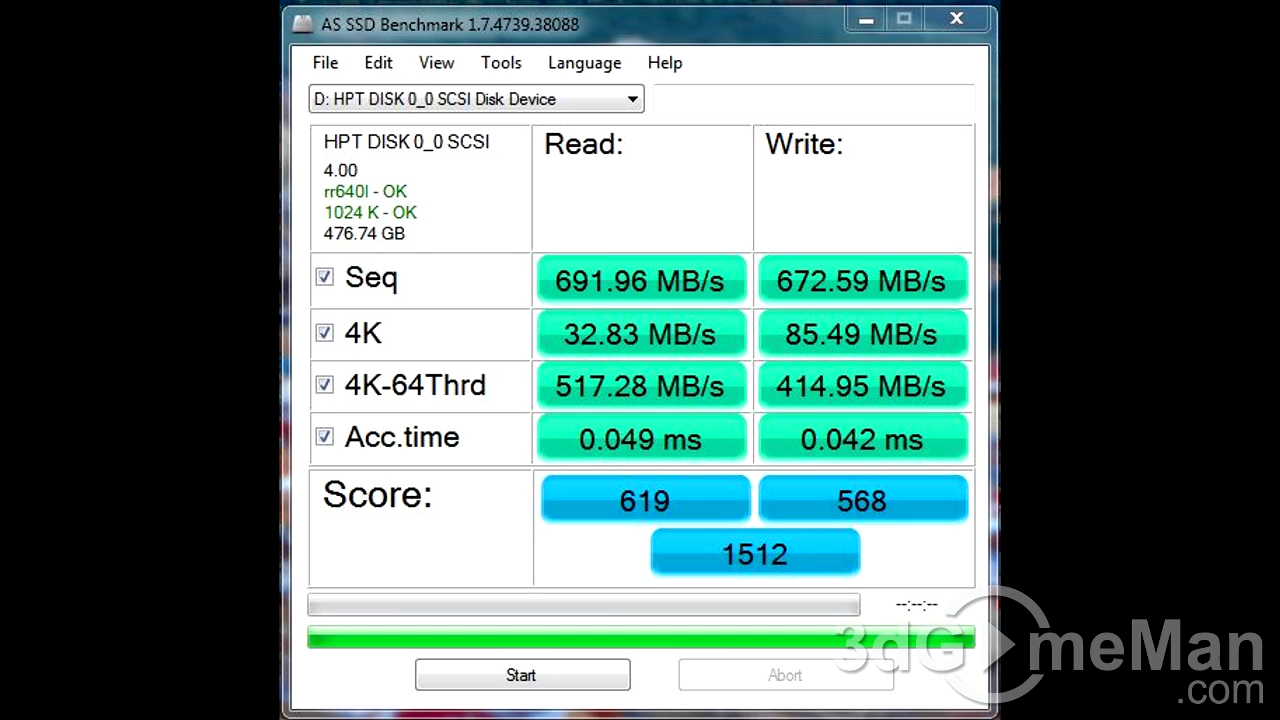 AS SSD Benchmark 1.7.4739.38088
File Edit View Tools Language Help
D: HPT DISK 0_0 SCSI Disk Device
HPT DISK 0_0 SCSI
4.00
rr640l - OK
1024 K - OK
476.74 GB
Read: Write:
Seq 691.96 MB/s 672.59 MB/s
4K 32.83 MB/s 85.49 MB/s
4K-64Thrd 517.28 MB/s 414.95 MB/s
Acc.time 0.049 ms 0.042 ms
Score: 619 568
1512
--:--:--
Start Abort
3dGameMan
.com